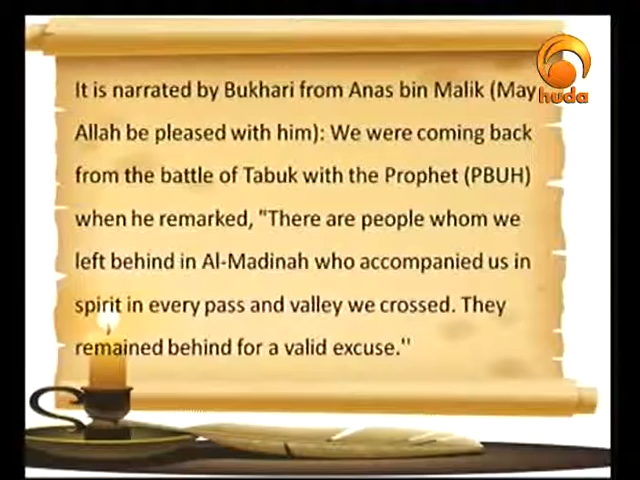 It is narrated by Bukhari from Anas bin Malik (May
Allah be pleased with him): We were coming back
from the battle of Tabuk with the Prophet (PBUH)
when he remarked, "There are people whom we
left behind in Al-Madinah who accompanied us in
spirit in every pass and valley we crossed. They
remained behind for a valid excuse.''
huda